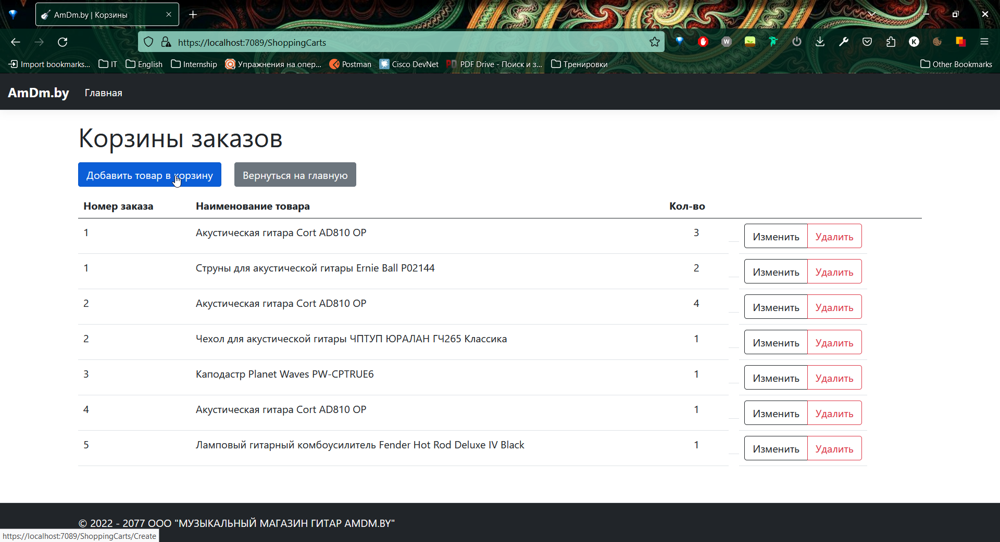 AmDm.by | Корзины
https://localhost:7089/ShoppingCarts
Import bookmarks... IT English Internship Упражнения на опер... Postman Cisco DevNet PDF Drive - Поиск и з... Тренировки Other Bookmarks
AmDm.by Главная
Корзины заказов
Добавить товар в корзину Вернуться на главную
Номер заказа Наименование товара Кол-во
1 Акустическая гитара Cort AD810 OP 3 Изменить Удалить
1 Струны для акустической гитары Ernie Ball P02144 2 Изменить Удалить
2 Акустическая гитара Cort AD810 OP 4 Изменить Удалить
2 Чехол для акустической гитары ЧПТУП ЮРАЛАН ГЧ265 Классика 1 Изменить Удалить
3 Каподастр Planet Waves PW-CPTRUE6 1 Изменить Удалить
4 Акустическая гитара Cort AD810 OP 1 Изменить Удалить
5 Ламповый гитарный комбоусилитель Fender Hot Rod Deluxe IV Black 1 Изменить Удалить
© 2022 - 2077 ООО "МУЗЫКАЛЬНЫЙ МАГАЗИН ГИТАР AMDM.BY"
https://localhost:7089/ShoppingCarts/Create